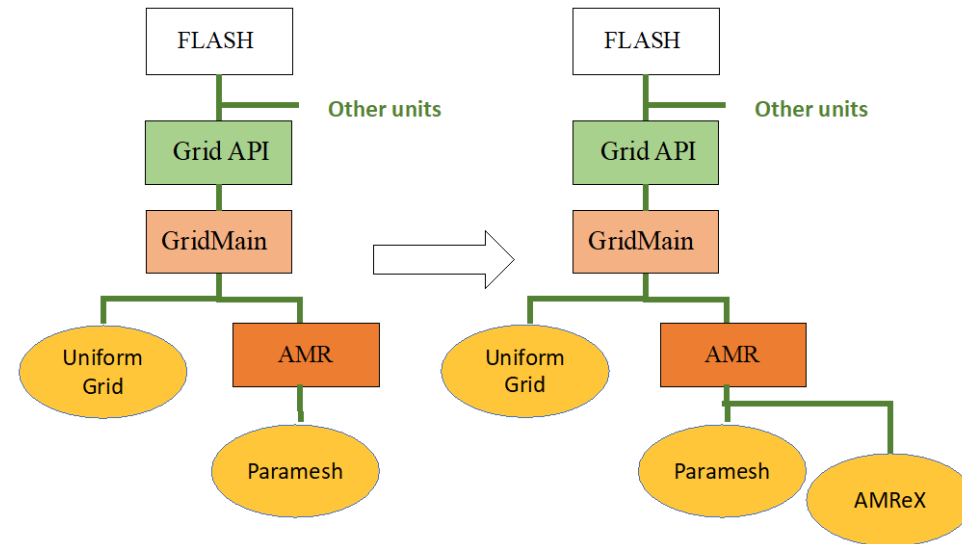 FLASH
Other units
Grid API
GridMain
Uniform
Grid
AMR
Paramesh
FLASH
Other units
Grid API
GridMain
Uniform
Grid
AMR
Paramesh
AMReX